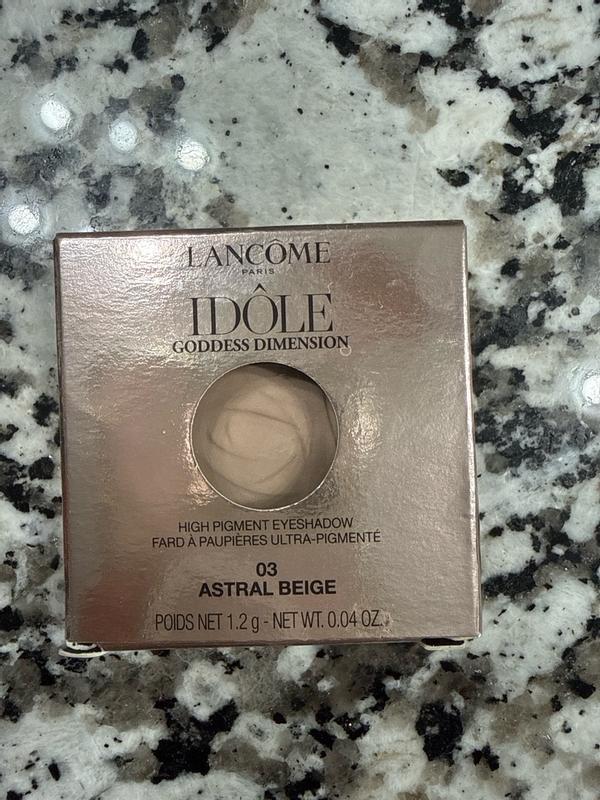 LANCÔME
PARIS
IDÔLE
GODDESS DIMENSION
HIGH PIGMENT EYESHADOW
FARD À PAUPIÈRES ULTRA-PIGMENTÉ
03
ASTRAL BEIGE
POIDS NET 1.2 g - NET WT. 0.04 OZ.